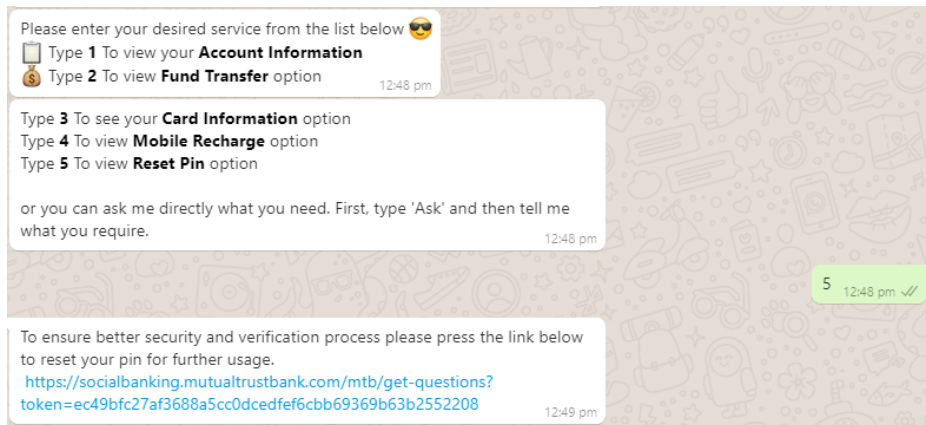 Please enter your desired service from the list below 😎
📋 Type 1 To view your Account Information
💰 Type 2 To view Fund Transfer option
12:48 pm
Type 3 To see your Card Information option
Type 4 To view Mobile Recharge option
Type 5 To view Reset Pin option
or you can ask me directly what you need. First, type 'Ask' and then tell me
what you require.
12:48 pm
5
12:48 pm
To ensure better security and verification process please press the link below
to reset your pin for further usage.
https://socialbanking.mutualtrustbank.com/mtb/get-questions?
token=ec49bfc27af3688a5cc0dcedfef6cbb69369b63b2552208
12:49 pm